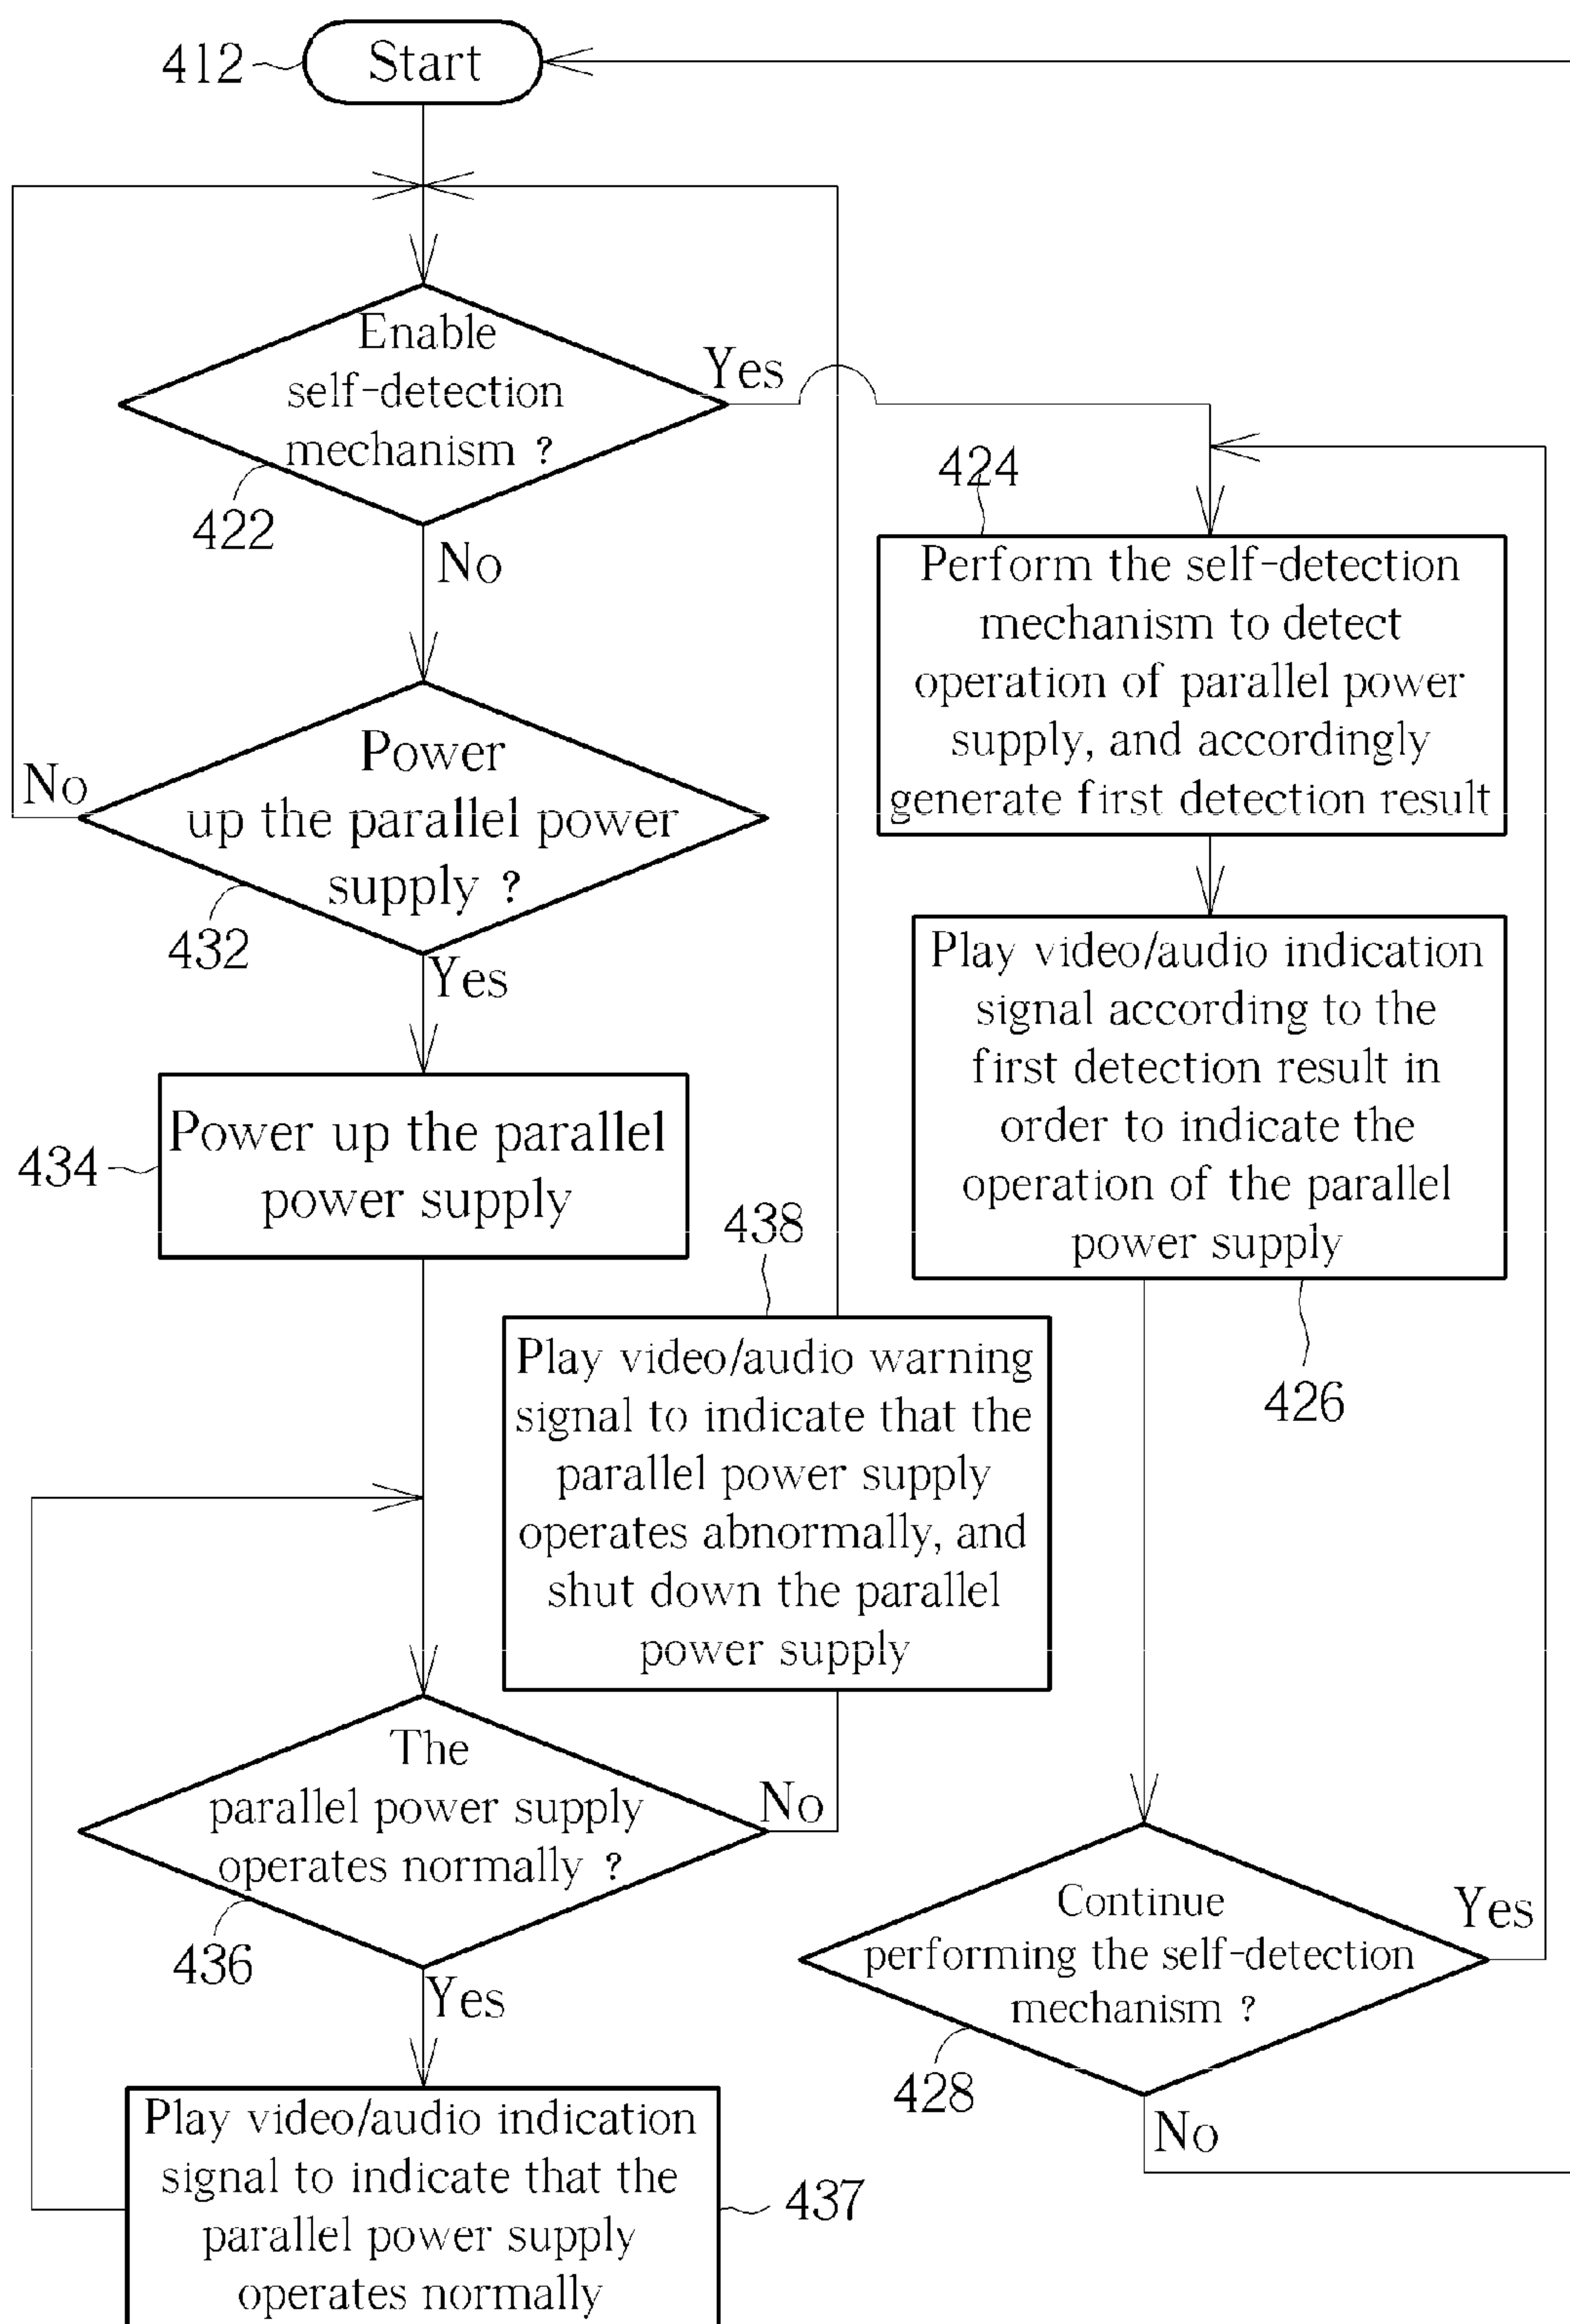 412
Start
Enable
self-detection
mechanism ?
Yes
422
No
424
Perform the self-detection
mechanism to detect
operation of parallel power
supply, and accordingly
generate first detection result
Power
up the parallel power
supply ?
No
432
Yes
Play video/audio indication
signal according to the
first detection result in
order to indicate the
operation of the parallel
power supply
426
434
Power up the parallel
power supply
438
Play video/audio warning
signal to indicate that the
parallel power supply
operates abnormally, and
shut down the parallel
power supply
The
parallel power supply
operates normally ?
No
436
Yes
Continue
performing the self-detection
mechanism ?
Yes
428
No
Play video/audio indication
signal to indicate that the
parallel power supply
operates normally
437